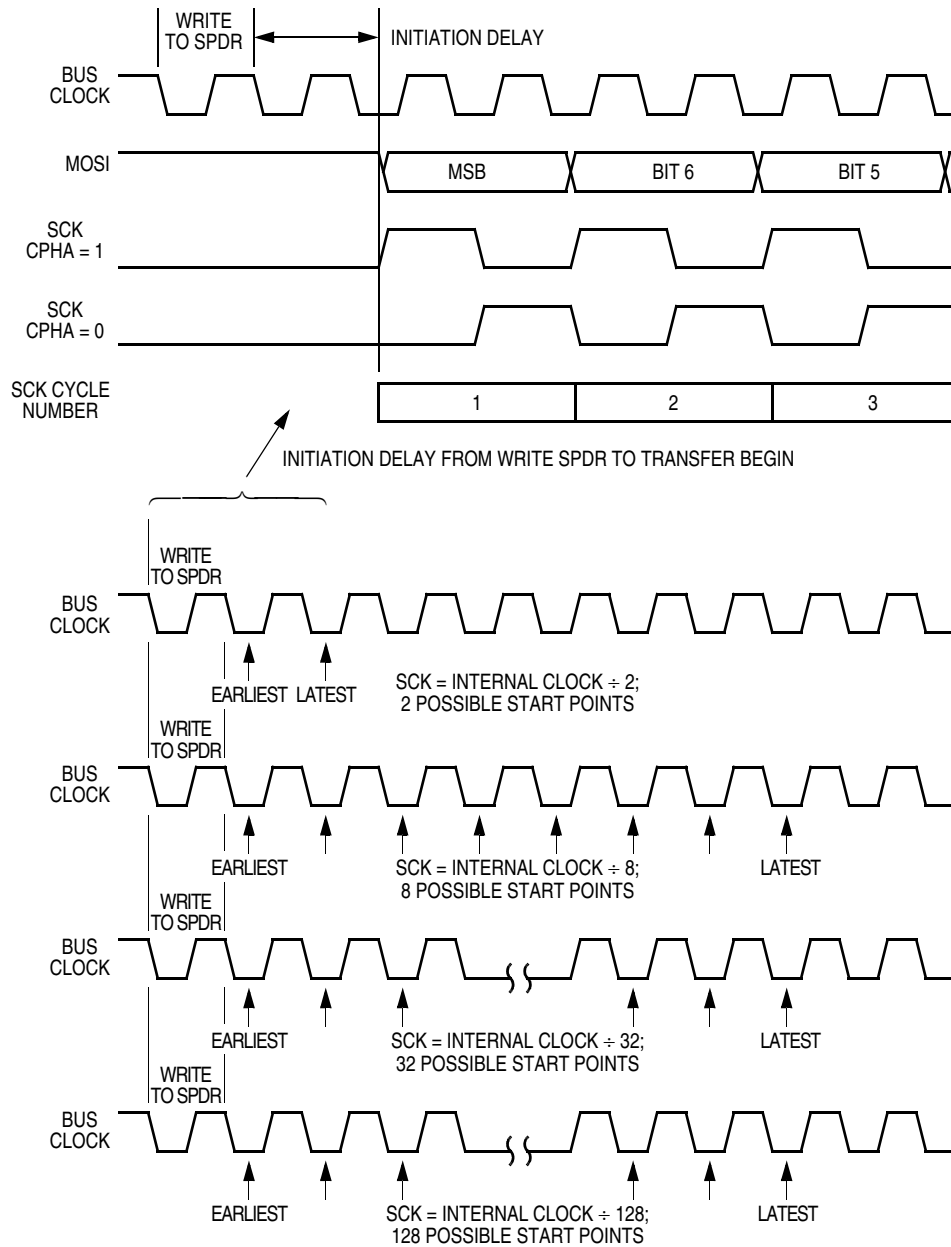 WRITE
TO SPDR
INITIATION DELAY
BUS
CLOCK
MOSI
MSB
BIT 6
BIT 5
SCK
CPHA = 1
SCK
CPHA = 0
SCK CYCLE
NUMBER
1
2
3
INITIATION DELAY FROM WRITE SPDR TO TRANSFER BEGIN
WRITE
TO SPDR
BUS
CLOCK
EARLIEST
LATEST
SCK = INTERNAL CLOCK ÷ 2;
2 POSSIBLE START POINTS
WRITE
TO SPDR
BUS
CLOCK
EARLIEST
SCK = INTERNAL CLOCK ÷ 8;
8 POSSIBLE START POINTS
LATEST
WRITE
TO SPDR
BUS
CLOCK
EARLIEST
SCK = INTERNAL CLOCK ÷ 32;
32 POSSIBLE START POINTS
LATEST
WRITE
TO SPDR
BUS
CLOCK
EARLIEST
SCK = INTERNAL CLOCK ÷ 128;
128 POSSIBLE START POINTS
LATEST